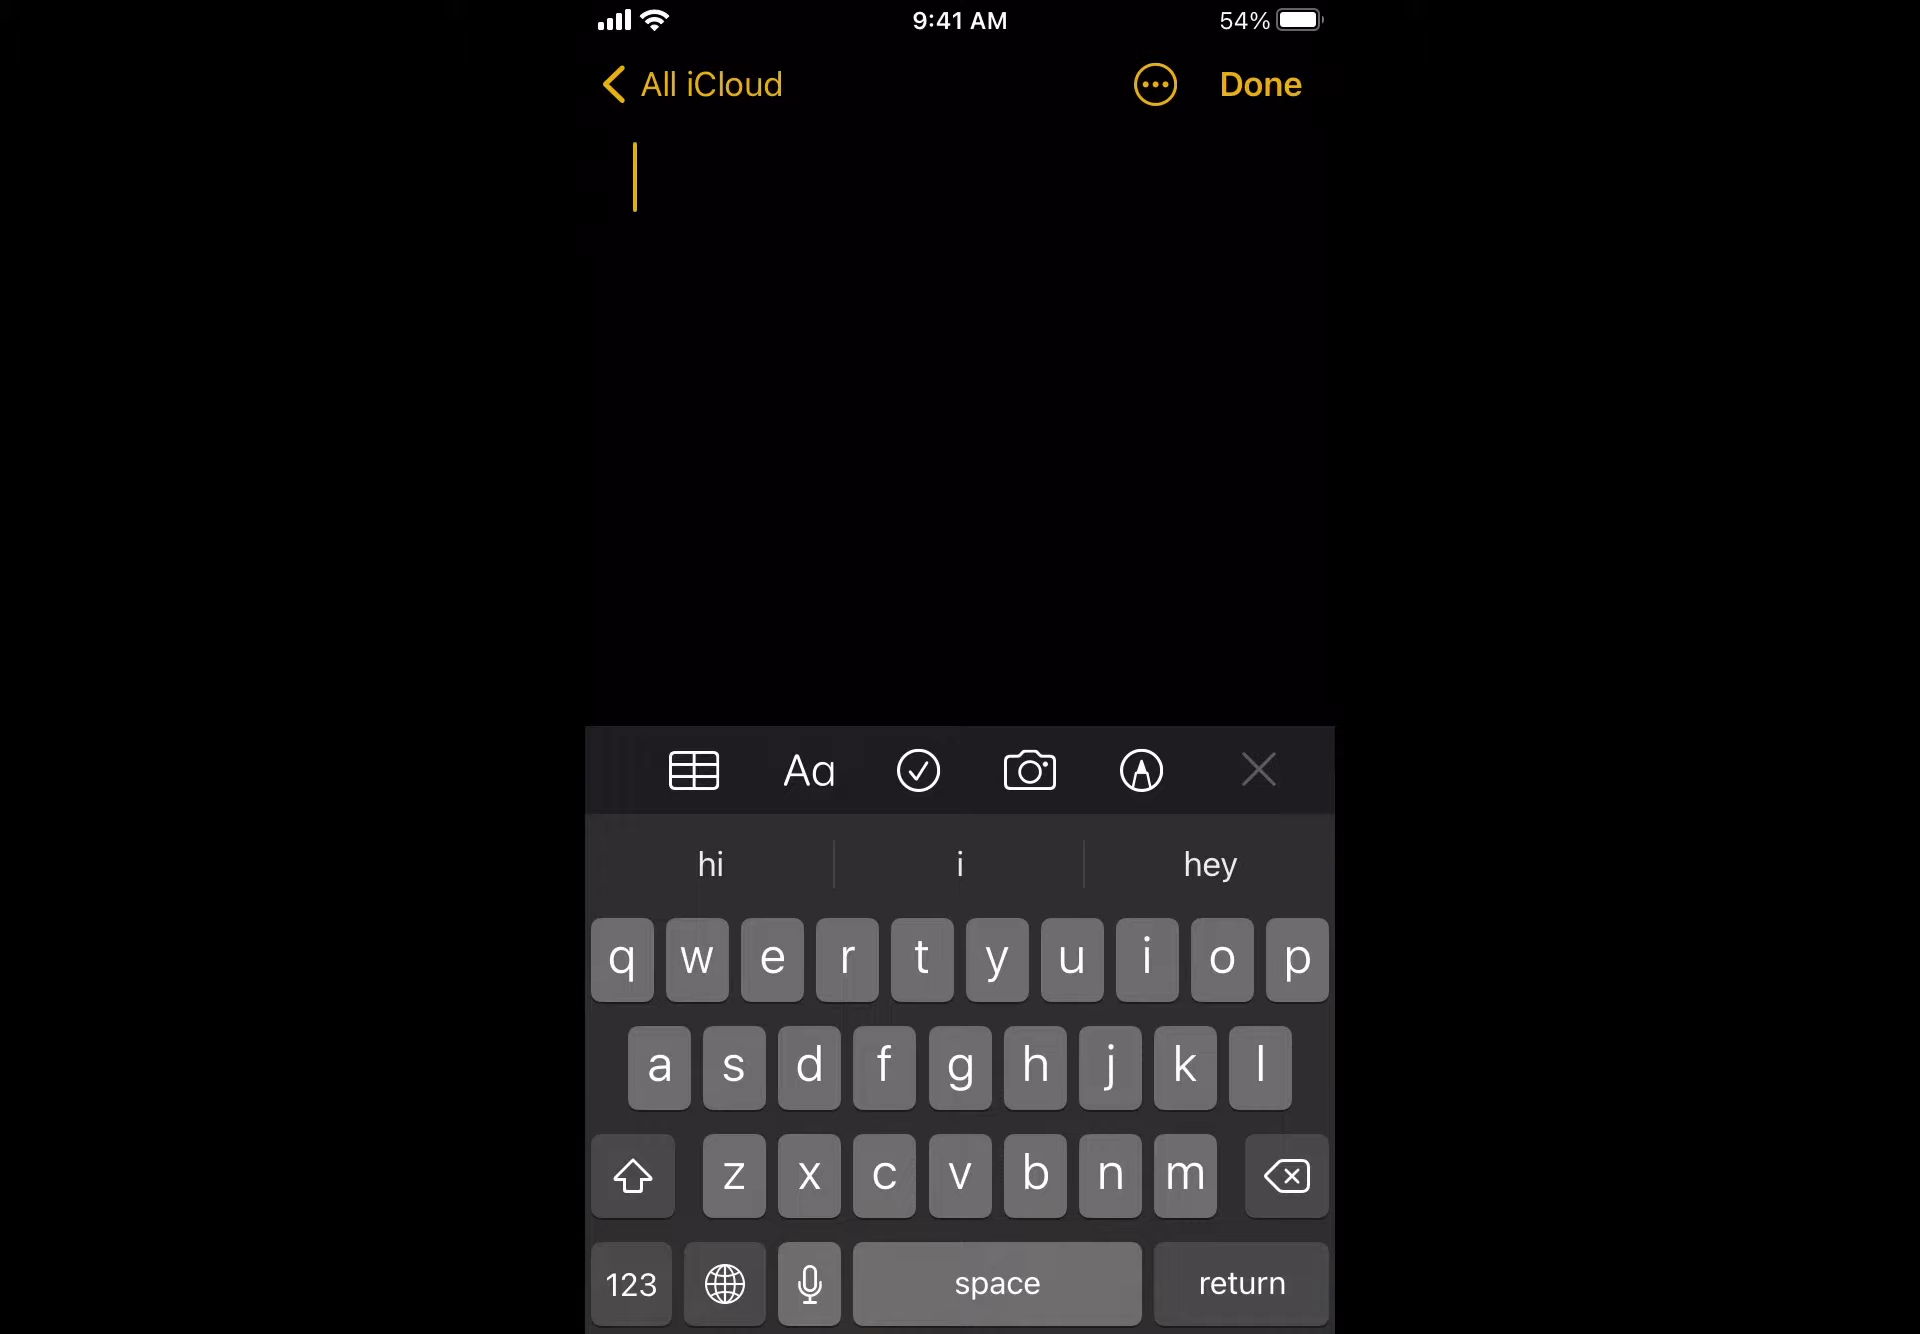 9:41 AM 54%
All iCloud Done
Aa
hi i hey
q w e r t y u i o p
a s d f g h j k l
z x c v b n m
123 space return